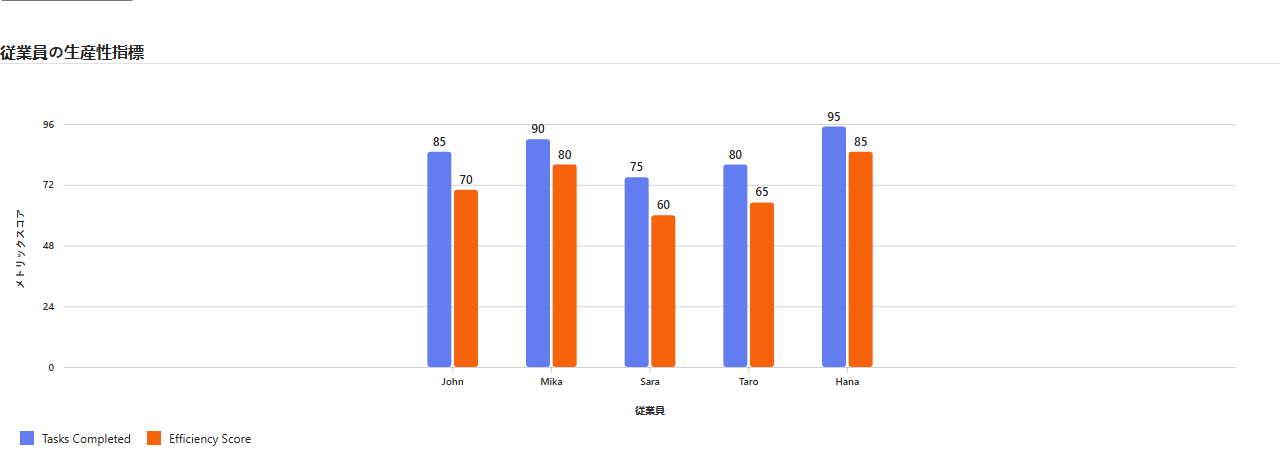 従業員の生産性指標
96
72
48
24
0
メトリックスコア
85
70
90
80
75
60
80
65
95
85
John
Mika
Sara
Taro
Hana
従業員
Tasks Completed
Efficiency Score